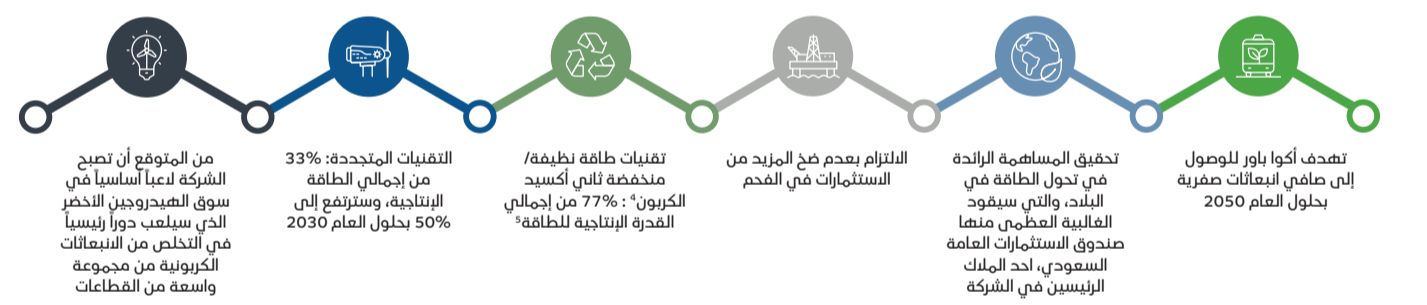 تهدف أكوا باور للوصول
إلى صافي انبعاثات صفرية
بحلول العام 2050
تحقيق المساهمة الرائدة
في تحول الطاقة في
البلاد، والتي سيقود
الغالبية العظمى منها
صندوق الاستثمارات العامة
السعودي، احد الملاك
الرئيسين في الشركة
الالتزام بعدم ضخ المزيد من
الاستثمارات في الفحم
تقنيات طاقة نظيفة/
منخفضة ثاني أكسيد
الكربون⁴ : 77% من إجمالي
القدرة الإنتاجية للطاقة⁵
التقنيات المتجددة: 33%
من إجمالي الطاقة
الإنتاجية، وسترتفع إلى
50% بحلول العام 2030
من المتوقع أن تصبح
الشركة لاعباً أساسياً في
سوق الهيدروجين الأخضر
الذي سيلعب دوراً رئيسياً
في التخلص من الانبعاثات
الكربونية من مجموعة
واسعة من القطاعات